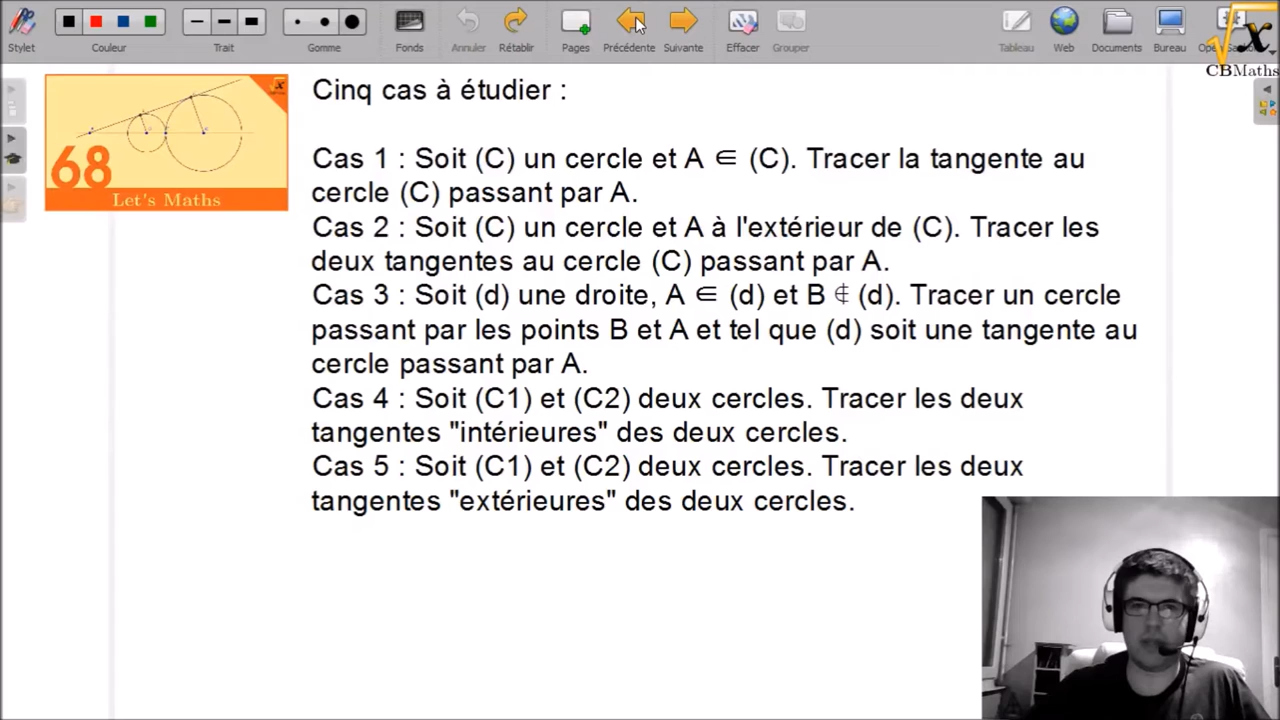 Stylet
Couleur
Trait
Gomme
Fonds
Annuler
Rétablir
Pages
Précédente
Suivante
Effacer
Grouper
Tableau
Web
Documents
Bureau
CBMaths
68
Let's Maths
Cinq cas à étudier :
Cas 1 : Soit (C) un cercle et A ∈ (C). Tracer la tangente au
cercle (C) passant par A.
Cas 2 : Soit (C) un cercle et A à l'extérieur de (C). Tracer les
deux tangentes au cercle (C) passant par A.
Cas 3 : Soit (d) une droite, A ∈ (d) et B ∉ (d). Tracer un cercle
passant par les points B et A et tel que (d) soit une tangente au
cercle passant par A.
Cas 4 : Soit (C1) et (C2) deux cercles. Tracer les deux
tangentes "intérieures" des deux cercles.
Cas 5 : Soit (C1) et (C2) deux cercles. Tracer les deux
tangentes "extérieures" des deux cercles.